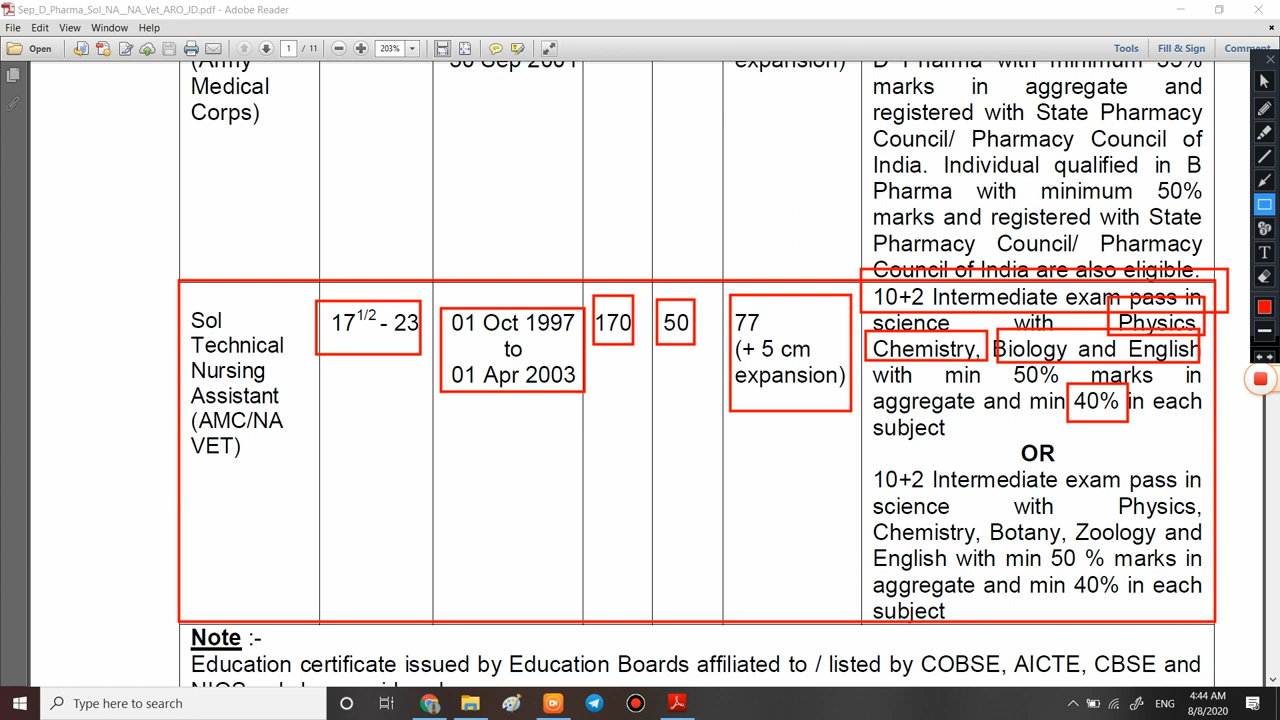 Sep_D_Pharma_Sol_NA__NA_Vet_ARO_JD.pdf - Adobe Reader
File Edit View Window Help
Open 1 / 11 203% Tools Fill & Sign Comment
(Army
Medical
Corps)
30 Sep 2001
expansion)
D Pharma with minimum 55%
marks in aggregate and
registered with State Pharmacy
Council/ Pharmacy Council of
India. Individual qualified in B
Pharma with minimum 50%
marks and registered with State
Pharmacy Council/ Pharmacy
Council of India are also eligible.
Sol
Technical
Nursing
Assistant
(AMC/NA
VET)
17 1/2 - 23
01 Oct 1997
to
01 Apr 2003
170
50
77
(+ 5 cm
expansion)
10+2 Intermediate exam pass in
science with Physics,
Chemistry, Biology and English
with min 50% marks in
aggregate and min 40% in each
subject
OR
10+2 Intermediate exam pass in
science with Physics,
Chemistry, Botany, Zoology and
English with min 50 % marks in
aggregate and min 40% in each
subject
Note :-
Education certificate issued by Education Boards affiliated to / listed by COBSE, AICTE, CBSE and
Type here to search
ENG
4:44 AM
8/8/2020